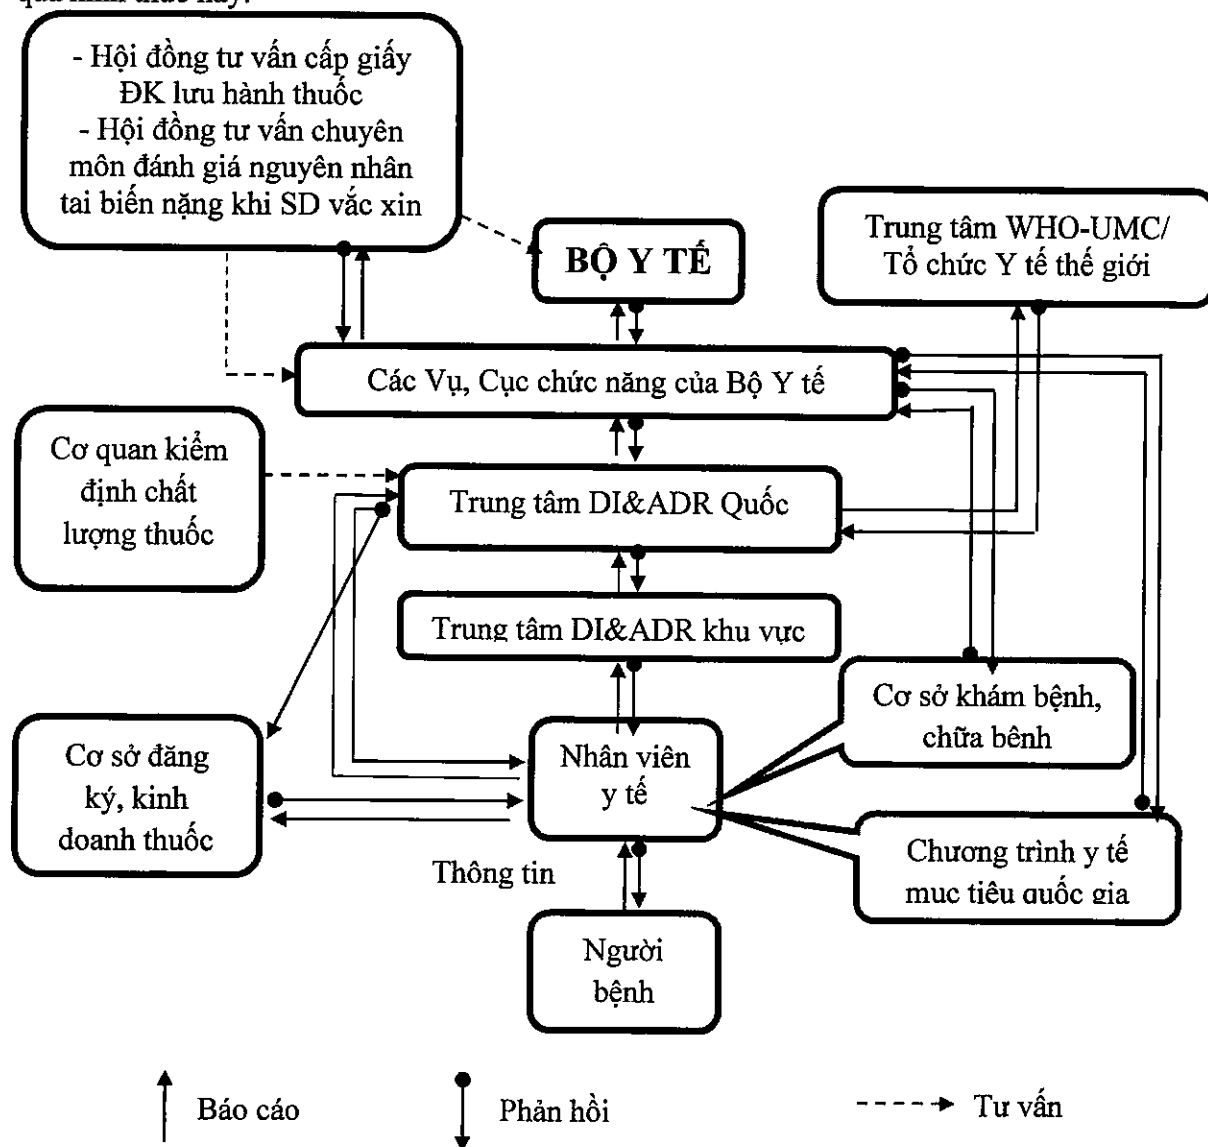 qua hình thức này.
- Hội đồng tư vấn cấp giấy
ĐK lưu hành thuốc
- Hội đồng tư vấn chuyên
môn đánh giá nguyên nhân
tai biến nặng khi SD vắc xin
BỘ Y TẾ
Trung tâm WHO-UMC/
Tổ chức Y tế thế giới
Các Vụ, Cục chức năng của Bộ Y tế
Cơ quan kiểm
định chất
lượng thuốc
Trung tâm DI&ADR Quốc
Trung tâm DI&ADR khu vực
Cơ sở khám bệnh,
chữa bênh
Cơ sở đăng
ký, kinh
doanh thuốc
Nhân viên
y tế
Chương trình y tế
mục tiêu quốc gia
Thông tin
Người
bệnh
Báo cáo
Phản hồi
Tư vấn